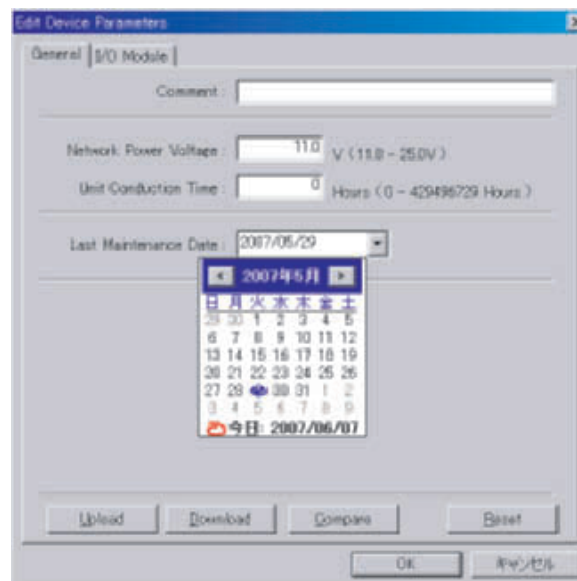 Edit Device Parameters
General I/O Module
Comment :
Network Power Voltage : 11.0 V (11.0 - 25.0V)
Unit Conduction Time : 0 Hours (0 - 429496729 Hours)
Last Maintenance Date : 2007/05/29
2007年5月
日 月 火 水 木 金 土
29 30 1 2 3 4 5
6 7 8 9 10 11 12
13 14 15 16 17 18 19
20 21 22 23 24 25 26
27 28 29 30 31 1 2
3 4 5 6 7 8 9
今日: 2007/06/07
Upload Download Compare Reset
OK キャンセル